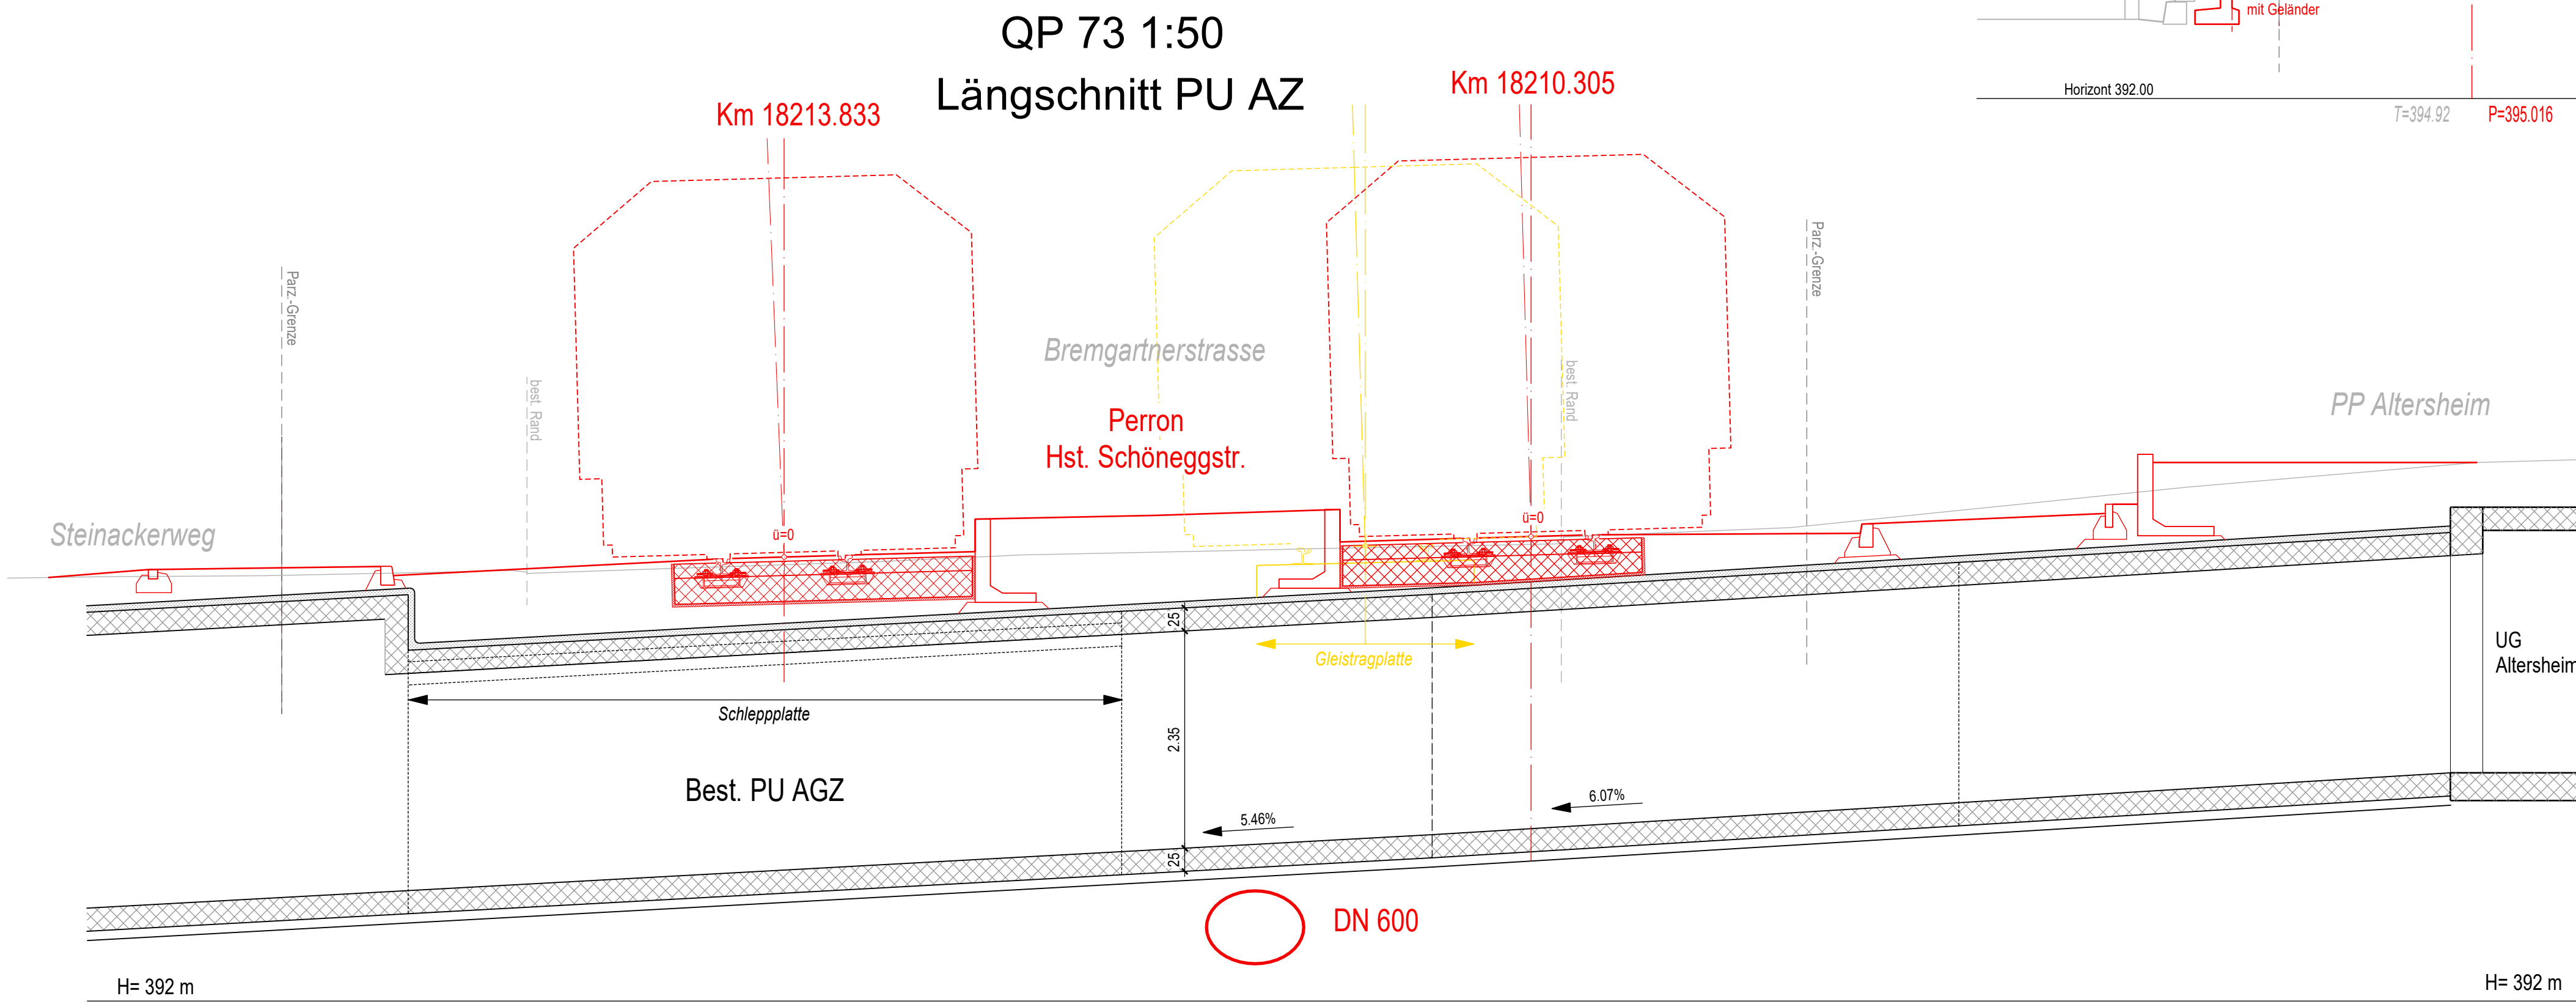 QP 73 1:50
Längschnitt PU AZ
mit Geländer
Horizont 392.00
T=394.92
P=395.016
Km 18213.833
Km 18210.305
Parz.-Grenze
best. Rand
Bremgartnerstrasse
Perron
Hst. Schöneggstr.
best. Rand
Parz.-Grenze
PP Altersheim
Steinackerweg
ü=0
ü=0
25
Gleistragplatte
UG
Altersheim
Schleppplatte
2.35
Best. PU AGZ
5.46%
6.07%
25
DN 600
H= 392 m
H= 392 m